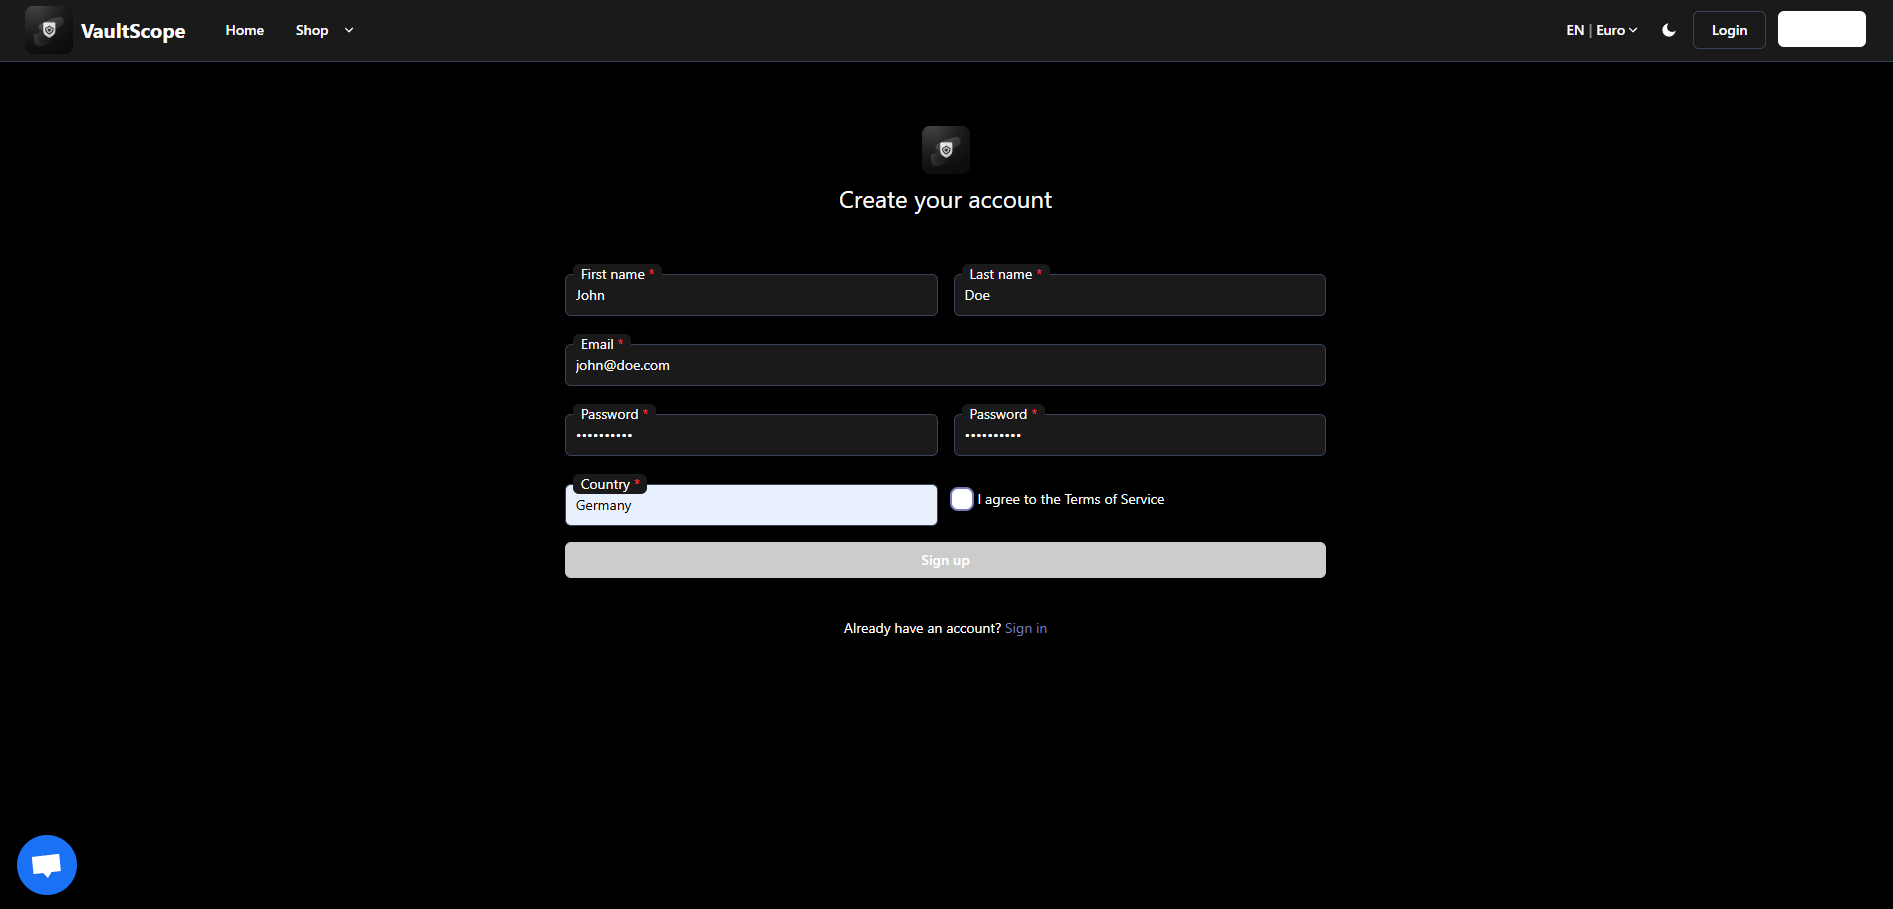 VaultScope Home Shop EN | Euro Login
Create your account
First name * Last name *
John Doe
Email *
john@doe.com
Password * Password *
•••••••••• ••••••••••
Country *
Germany I agree to the Terms of Service
Sign up
Already have an account? Sign in